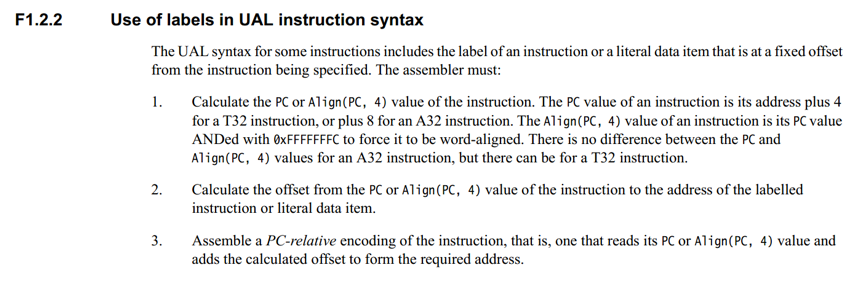 F1.2.2 Use of labels in UAL instruction syntax
The UAL syntax for some instructions includes the label of an instruction or a literal data item that is at a fixed offset
from the instruction being specified. The assembler must:
1. Calculate the PC or Align(PC, 4) value of the instruction. The PC value of an instruction is its address plus 4
for a T32 instruction, or plus 8 for an A32 instruction. The Align(PC, 4) value of an instruction is its PC value
ANDed with 0xFFFFFFFC to force it to be word-aligned. There is no difference between the PC and
Align(PC, 4) values for an A32 instruction, but there can be for a T32 instruction.
2. Calculate the offset from the PC or Align(PC, 4) value of the instruction to the address of the labelled
instruction or literal data item.
3. Assemble a PC-relative encoding of the instruction, that is, one that reads its PC or Align(PC, 4) value and
adds the calculated offset to form the required address.